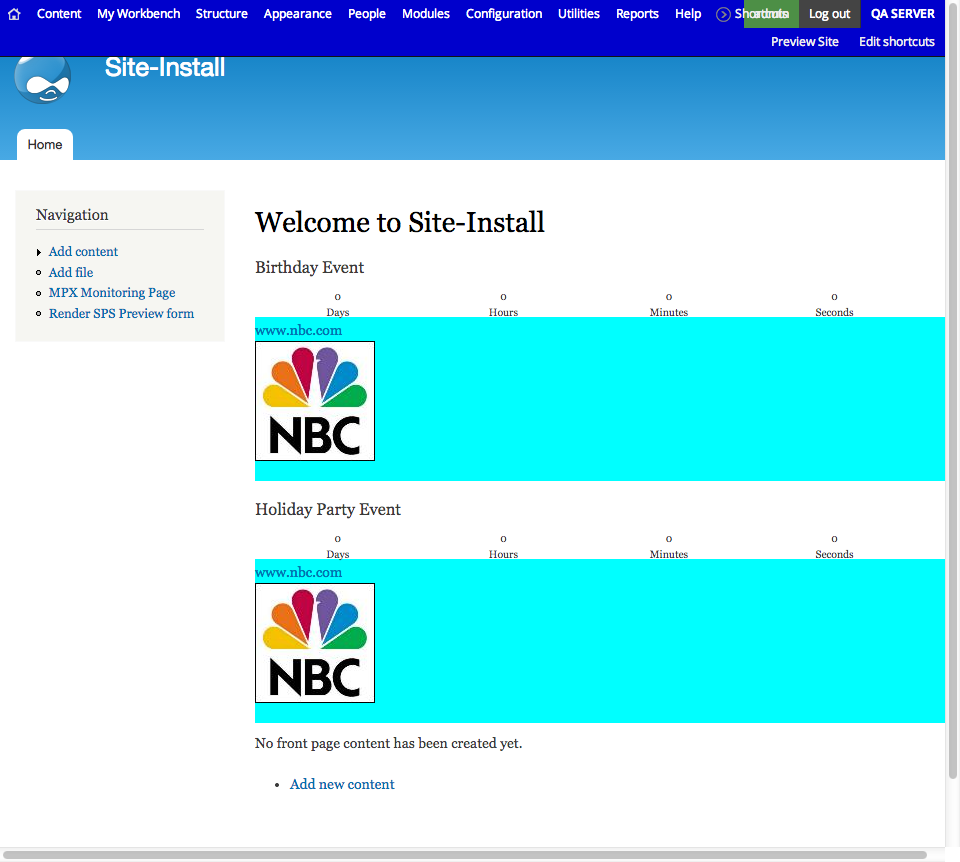 Content My Workbench Structure Appearance People Modules Configuration Utilities Reports Help Shortcuts Log out QA SERVER
Preview Site Edit shortcuts
Site-Install
Home
Navigation
Add content
Add file
MPX Monitoring Page
Render SPS Preview form
Welcome to Site-Install
Birthday Event
0 0 0 0
Days Hours Minutes Seconds
www.nbc.com
NBC
Holiday Party Event
0 0 0 0
Days Hours Minutes Seconds
www.nbc.com
NBC
No front page content has been created yet.
Add new content